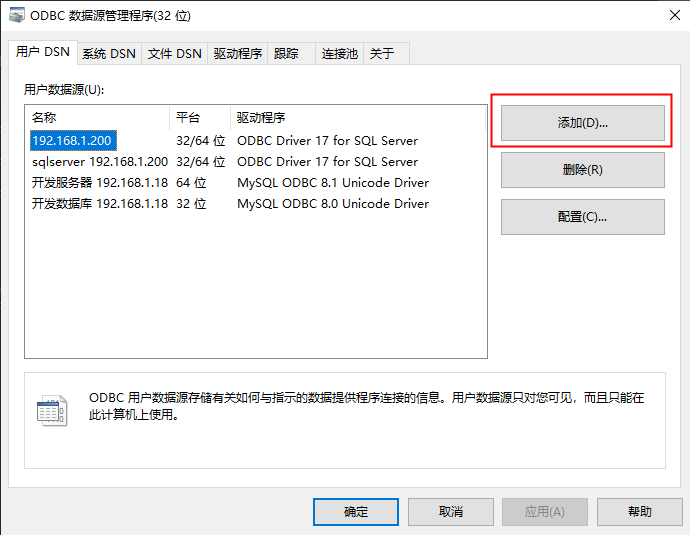 ODBC 数据源管理程序(32 位)
用户 DSN 系统 DSN 文件 DSN 驱动程序 跟踪 连接池 关于
用户数据源(U):
名称 平台 驱动程序
192.168.1.200 32/64 位 ODBC Driver 17 for SQL Server
sqlserver 192.168.1.200 32/64 位 ODBC Driver 17 for SQL Server
开发服务器 192.168.1.18 64 位 MySQL ODBC 8.1 Unicode Driver
开发数据库 192.168.1.18 32 位 MySQL ODBC 8.0 Unicode Driver
添加(D)...
删除(R)
配置(C)...
ODBC 用户数据源存储有关如何与指示的数据提供程序连接的信息。用户数据源只对您可见，而且只能在
此计算机上使用。
确定 取消 应用(A) 帮助